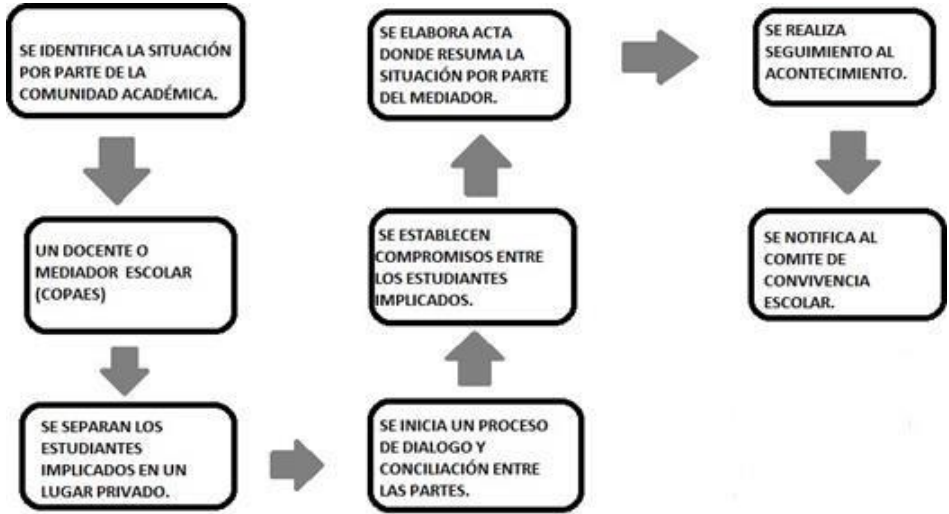 SE IDENTIFICA LA SITUACIÓN
POR PARTE DE LA
COMUNIDAD ACADÉMICA.
UN DOCENTE O
MEDIADOR ESCOLAR
(COPAES)
SE SEPARAN LOS
ESTUDIANTES
IMPLICADOS EN UN
LUGAR PRIVADO.
SE INICIA UN PROCESO
DE DIALOGO Y
CONCILIACIÓN ENTRE
LAS PARTES.
SE ESTABLECEN
COMPROMISOS ENTRE
LOS ESTUDIANTES
IMPLICADOS.
SE ELABORA ACTA
DONDE RESUMA LA
SITUACIÓN POR PARTE
DEL MEDIADOR.
SE REALIZA
SEGUIMIENTO AL
ACONTECIMIENTO.
SE NOTIFICA AL
COMITE DE
CONVIVENCIA
ESCOLAR.